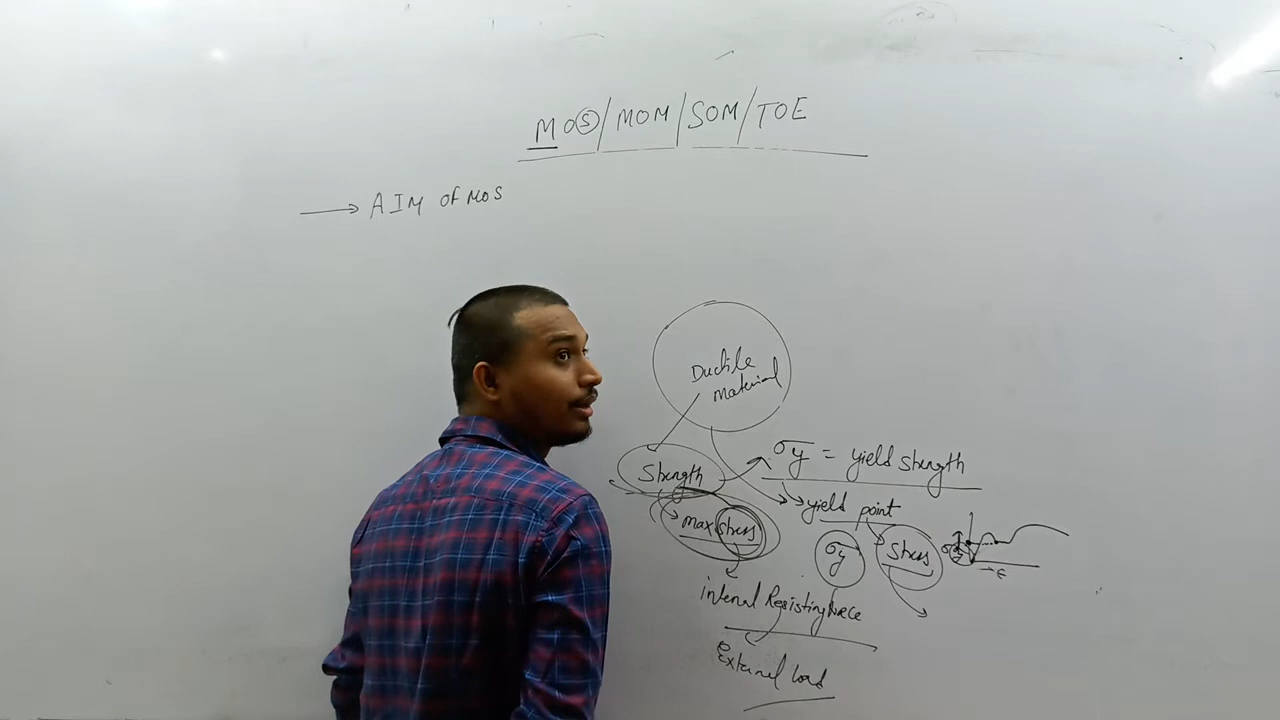 MOS/MOM/SOM/TOE
→ AIM OF MOS
Ductile
material
σy = yield strength
Strength
yield point
max stress
σy
Stress
σ
→ ε
internal Resisting force
External load